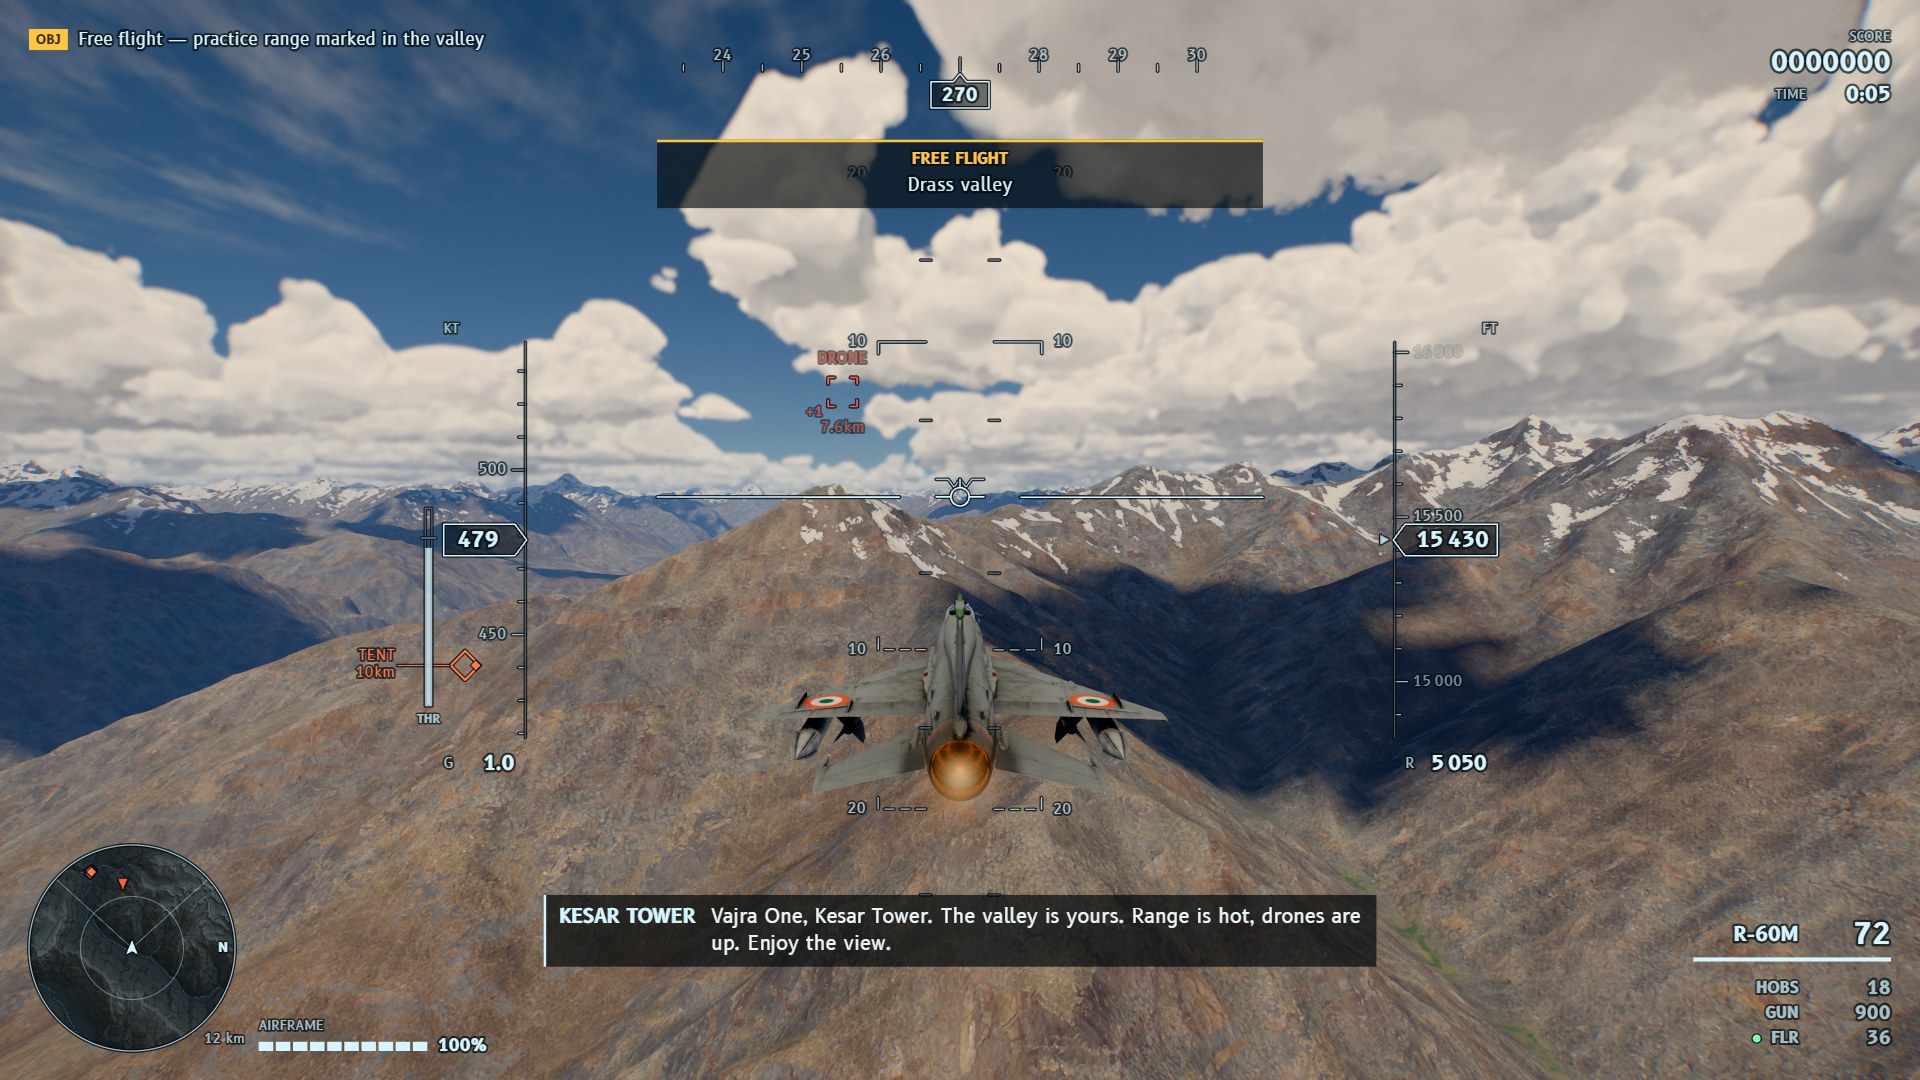 OBJ Free flight — practice range marked in the valley
24 25 26 28 29 30
270
SCORE
0000000
TIME 0:05
FREE FLIGHT
20 20
Drass valley
KT
FT
10 10
DRONE
+1
7.6km
16 000
500
479
15 500
15 430
450
TENT
10km
10 10
15 000
THR
G 1.0
R 5 050
20 20
KESAR TOWER Vajra One, Kesar Tower. The valley is yours. Range is hot, drones are
up. Enjoy the view.
N
12 km
AIRFRAME
100%
R-60M 72
HOBS 18
GUN 900
FLR 36